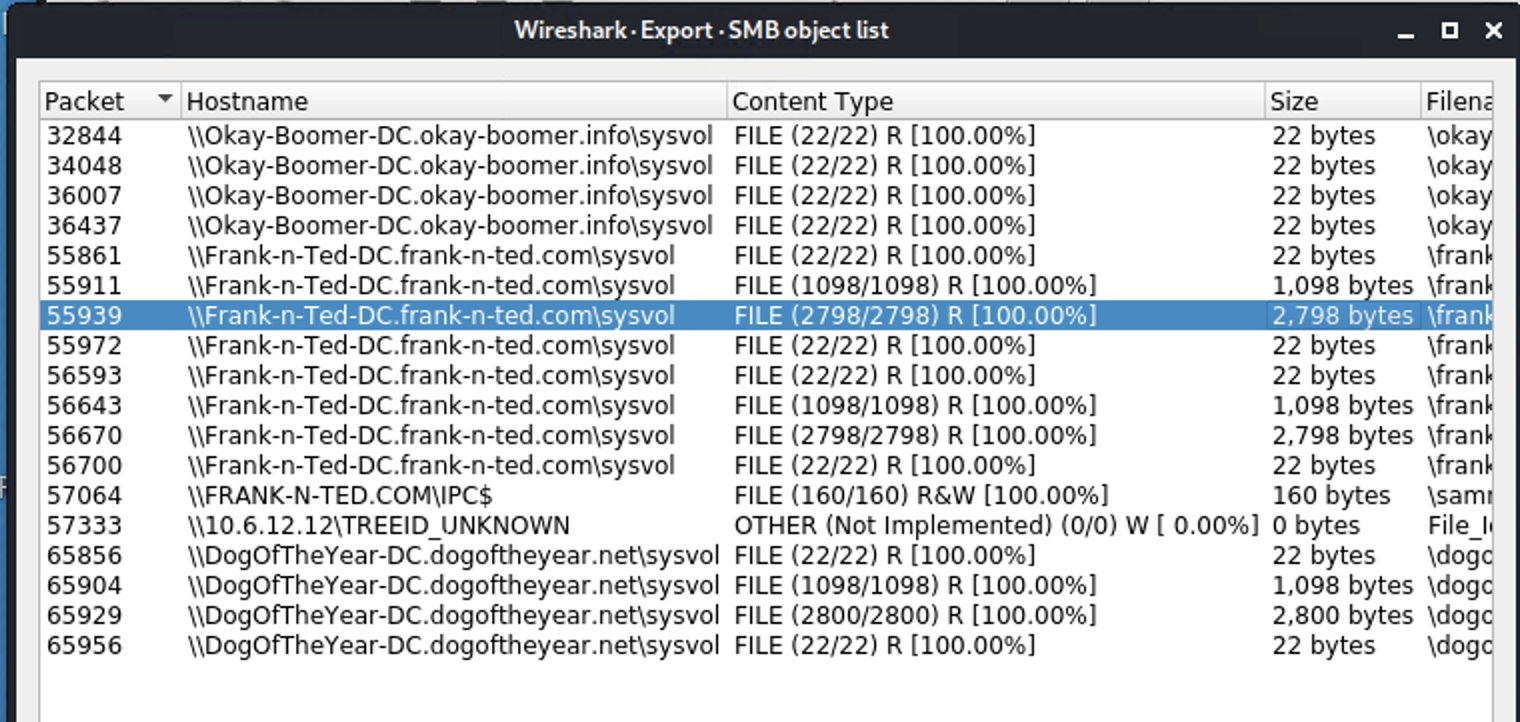 Wireshark · Export · SMB object list
Packet Hostname Content Type Size Filena
32844 \\Okay-Boomer-DC.okay-boomer.info\sysvol FILE (22/22) R [100.00%] 22 bytes \okay
34048 \\Okay-Boomer-DC.okay-boomer.info\sysvol FILE (22/22) R [100.00%] 22 bytes \okay
36007 \\Okay-Boomer-DC.okay-boomer.info\sysvol FILE (22/22) R [100.00%] 22 bytes \okay
36437 \\Okay-Boomer-DC.okay-boomer.info\sysvol FILE (22/22) R [100.00%] 22 bytes \okay
55861 \\Frank-n-Ted-DC.frank-n-ted.com\sysvol FILE (22/22) R [100.00%] 22 bytes \frank
55911 \\Frank-n-Ted-DC.frank-n-ted.com\sysvol FILE (1098/1098) R [100.00%] 1,098 bytes \frank
55939 \\Frank-n-Ted-DC.frank-n-ted.com\sysvol FILE (2798/2798) R [100.00%] 2,798 bytes \frank
55972 \\Frank-n-Ted-DC.frank-n-ted.com\sysvol FILE (22/22) R [100.00%] 22 bytes \frank
56593 \\Frank-n-Ted-DC.frank-n-ted.com\sysvol FILE (22/22) R [100.00%] 22 bytes \frank
56643 \\Frank-n-Ted-DC.frank-n-ted.com\sysvol FILE (1098/1098) R [100.00%] 1,098 bytes \frank
56670 \\Frank-n-Ted-DC.frank-n-ted.com\sysvol FILE (2798/2798) R [100.00%] 2,798 bytes \frank
56700 \\Frank-n-Ted-DC.frank-n-ted.com\sysvol FILE (22/22) R [100.00%] 22 bytes \frank
57064 \\FRANK-N-TED.COM\IPC$ FILE (160/160) R&W [100.00%] 160 bytes \samr
57333 \\10.6.12.12\TREEID_UNKNOWN OTHER (Not Implemented) (0/0) W [ 0.00%] 0 bytes File_I
65856 \\DogOfTheYear-DC.dogoftheyear.net\sysvol FILE (22/22) R [100.00%] 22 bytes \dogo
65904 \\DogOfTheYear-DC.dogoftheyear.net\sysvol FILE (1098/1098) R [100.00%] 1,098 bytes \dogo
65929 \\DogOfTheYear-DC.dogoftheyear.net\sysvol FILE (2800/2800) R [100.00%] 2,800 bytes \dogo
65956 \\DogOfTheYear-DC.dogoftheyear.net\sysvol FILE (22/22) R [100.00%] 22 bytes \dogo